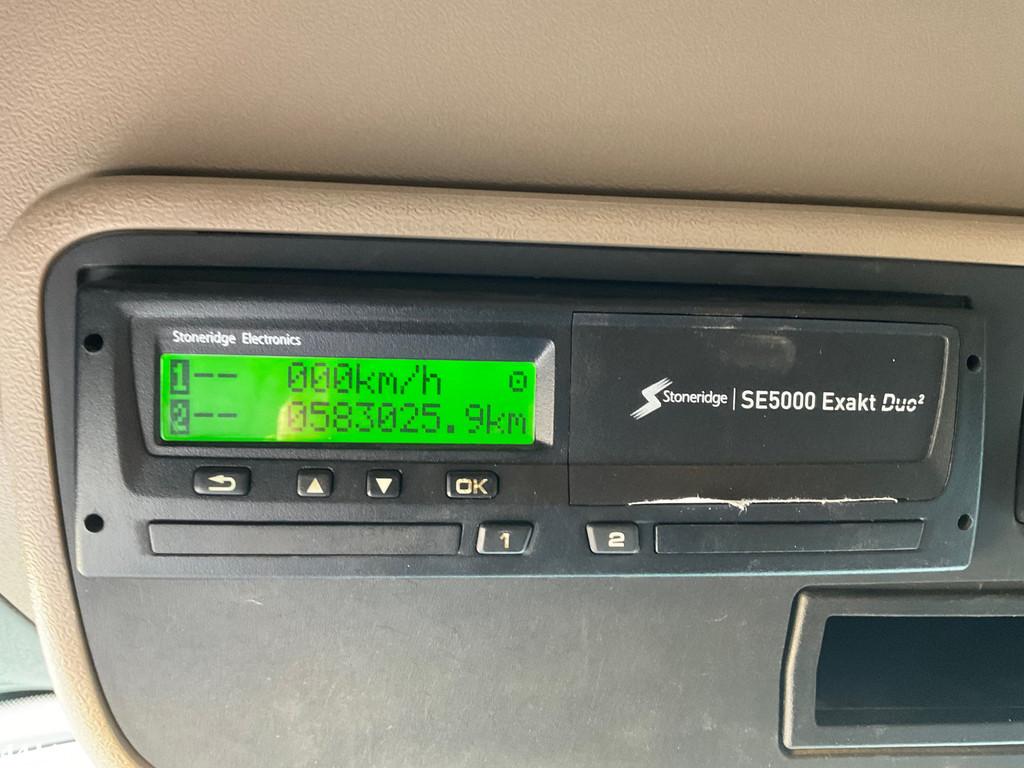 Stoneridge Electronics
1-- 000km/h
2-- 0583025.9km
OK
1
2
Stoneridge | SE5000 Exakt Duo²